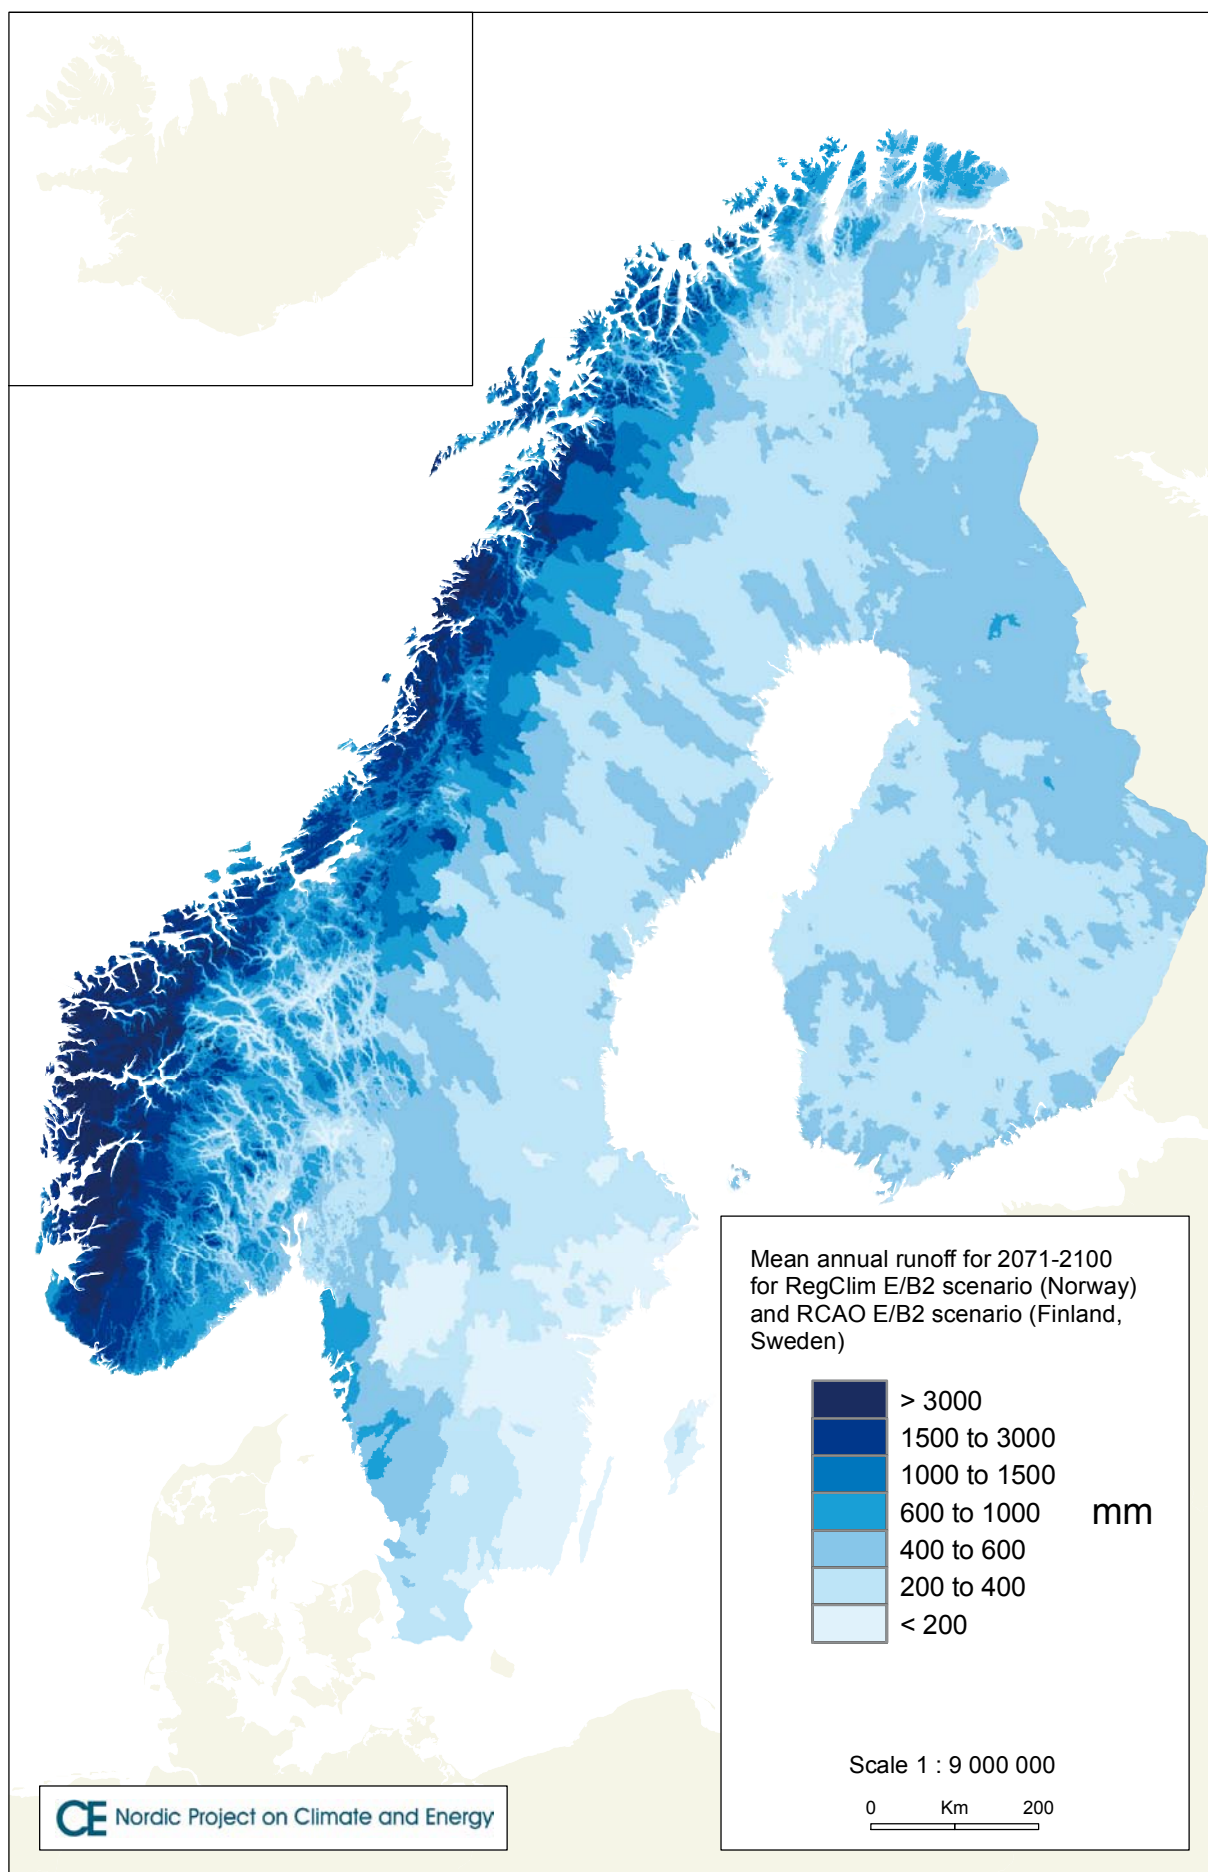 Mean annual runoff for 2071-2100
for RegClim E/B2 scenario (Norway)
and RCAO E/B2 scenario (Finland,
Sweden)
> 3000
1500 to 3000
1000 to 1500
600 to 1000
mm
400 to 600
200 to 400
< 200
Scale 1 : 9 000 000
0 Km 200
CE Nordic Project on Climate and Energy